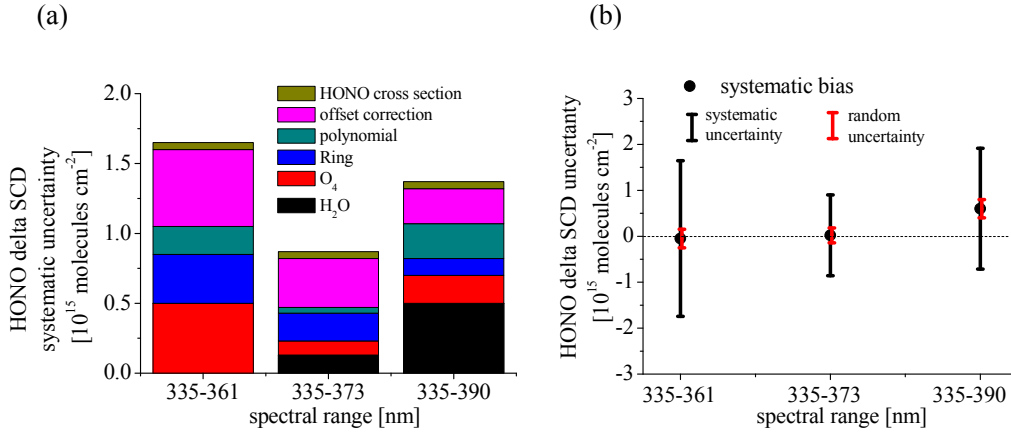 (a)
HONO delta SCD
systematic uncertainty
[10^15 molecules cm^-2]
2.0
1.5
1.0
0.5
0.0
HONO cross section
offset correction
polynomial
Ring
O_4
H_2O
335-361
335-373
335-390
spectral range [nm]
(b)
HONO delta SCD uncertanty
[10^15 molecules cm^-2]
3
2
1
0
-1
-2
-3
systematic bias
systematic
uncertainty
random
uncertainty
335-361
335-373
335-390
spectral range [nm]